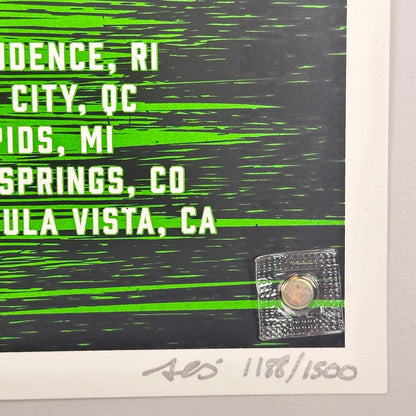 IDENCE, RI
CITY, QC
PIDS, MI
SPRINGS, CO
ULA VISTA, CA
1188/1500